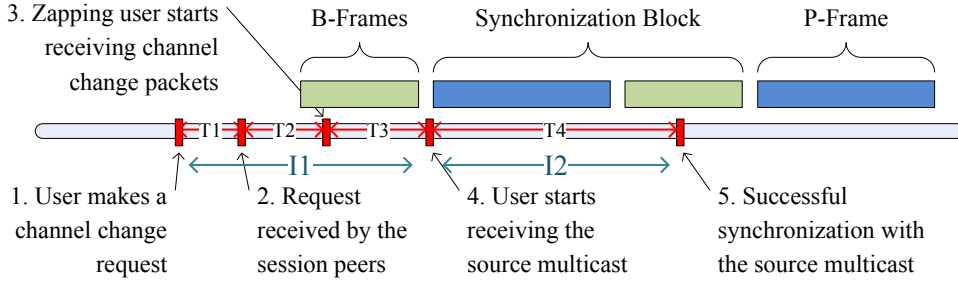 3. Zapping user starts
receiving channel
change packets
B-Frames
Synchronization Block
P-Frame
T1
T2
T3
T4
I1
I2
1. User makes a
channel change
request
2. Request
received by the
session peers
4. User starts
receiving the
source multicast
5. Successful
synchronization with
the source multicast